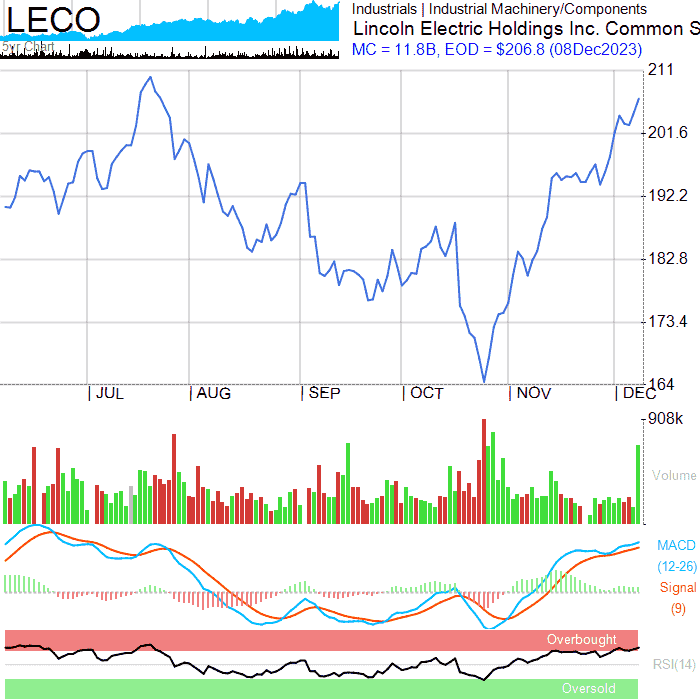 LECO
5yr Chart
Industrials | Industrial Machinery/Components
Lincoln Electric Holdings Inc. Common S
MC = 11.8B, EOD = $206.8 (08Dec2023)
211
201.6
192.2
182.8
173.4
164
JUL
AUG
SEP
OCT
NOV
DEC
908k
Volume
MACD
(12-26)
Signal
(9)
Overbought
RSI(14)
Oversold